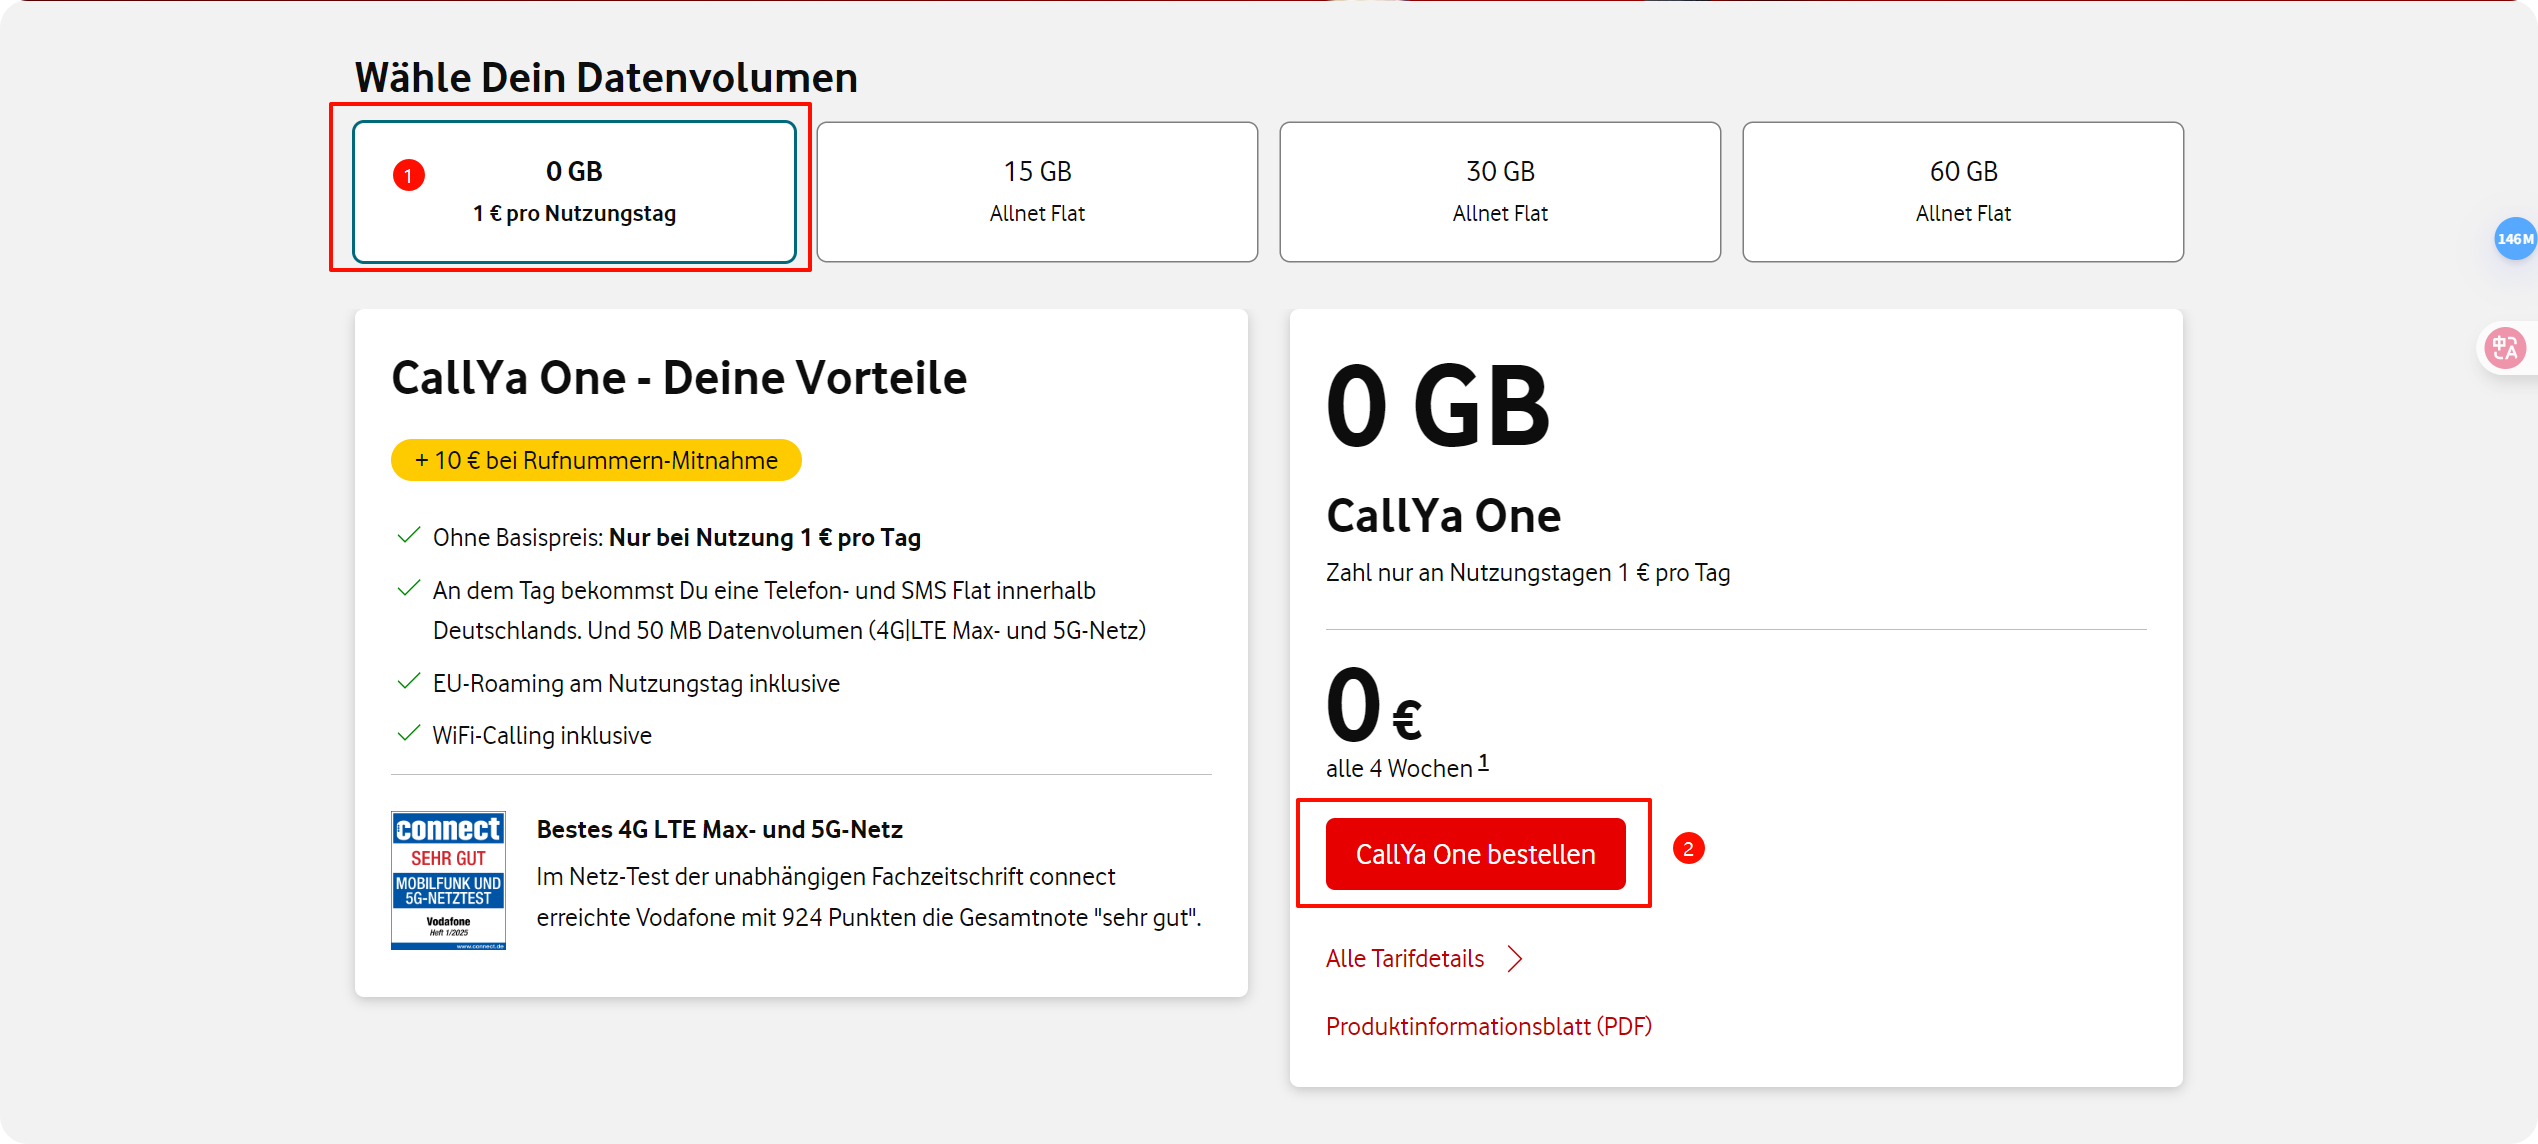 Wähle Dein Datenvolumen
1
0 GB
1 € pro Nutzungstag
15 GB
Allnet Flat
30 GB
Allnet Flat
60 GB
Allnet Flat
146M
中A
CallYa One - Deine Vorteile
+ 10 € bei Rufnummern-Mitnahme
Ohne Basispreis: Nur bei Nutzung 1 € pro Tag
An dem Tag bekommst Du eine Telefon- und SMS Flat innerhalb
Deutschlands. Und 50 MB Datenvolumen (4G|LTE Max- und 5G-Netz)
EU-Roaming am Nutzungstag inklusive
WiFi-Calling inklusive
connect
SEHR GUT
MOBILFUNK UND
5G-NETZTEST
Vodafone
Heft 1/2025
www.connect.de
Bestes 4G LTE Max- und 5G-Netz
Im Netz-Test der unabhängigen Fachzeitschrift connect
erreichte Vodafone mit 924 Punkten die Gesamtnote "sehr gut".
0 GB
CallYa One
Zahl nur an Nutzungstagen 1 € pro Tag
0 €
alle 4 Wochen 1
CallYa One bestellen
2
Alle Tarifdetails
Produktinformationsblatt (PDF)